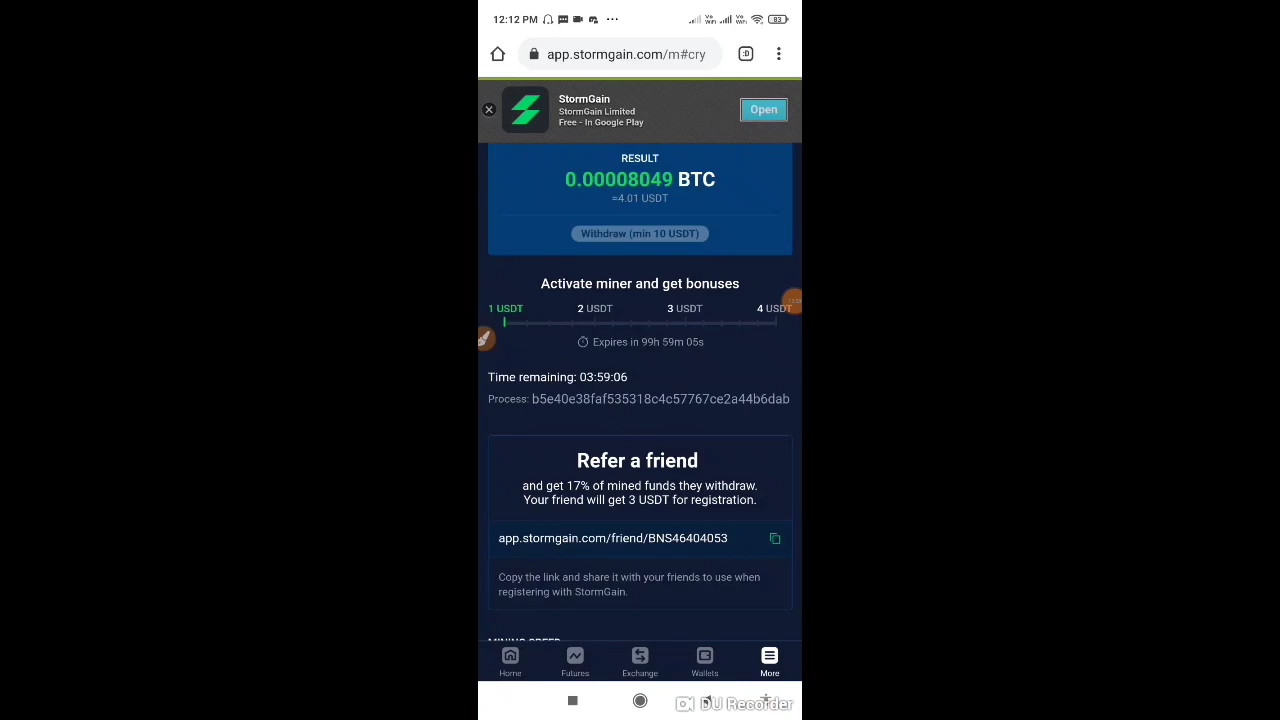 12:12 PM
Vo WiFi
Vo WiFi
83
app.stormgain.com/m#cry
:D
StormGain
StormGain Limited
Free - In Google Play
Open
RESULT
0.00008049 BTC
≈4.01 USDT
Withdraw (min 10 USDT)
Activate miner and get bonuses
1 USDT 2 USDT 3 USDT 4 USDT
Expires in 99h 59m 05s
Time remaining: 03:59:06
Process: b5e40e38faf535318c4c57767ce2a44b6dab
Refer a friend
and get 17% of mined funds they withdraw.
Your friend will get 3 USDT for registration.
app.stormgain.com/friend/BNS46404053
Copy the link and share it with your friends to use when
registering with StormGain.
Home Futures Exchange Wallets More
DU Recorder